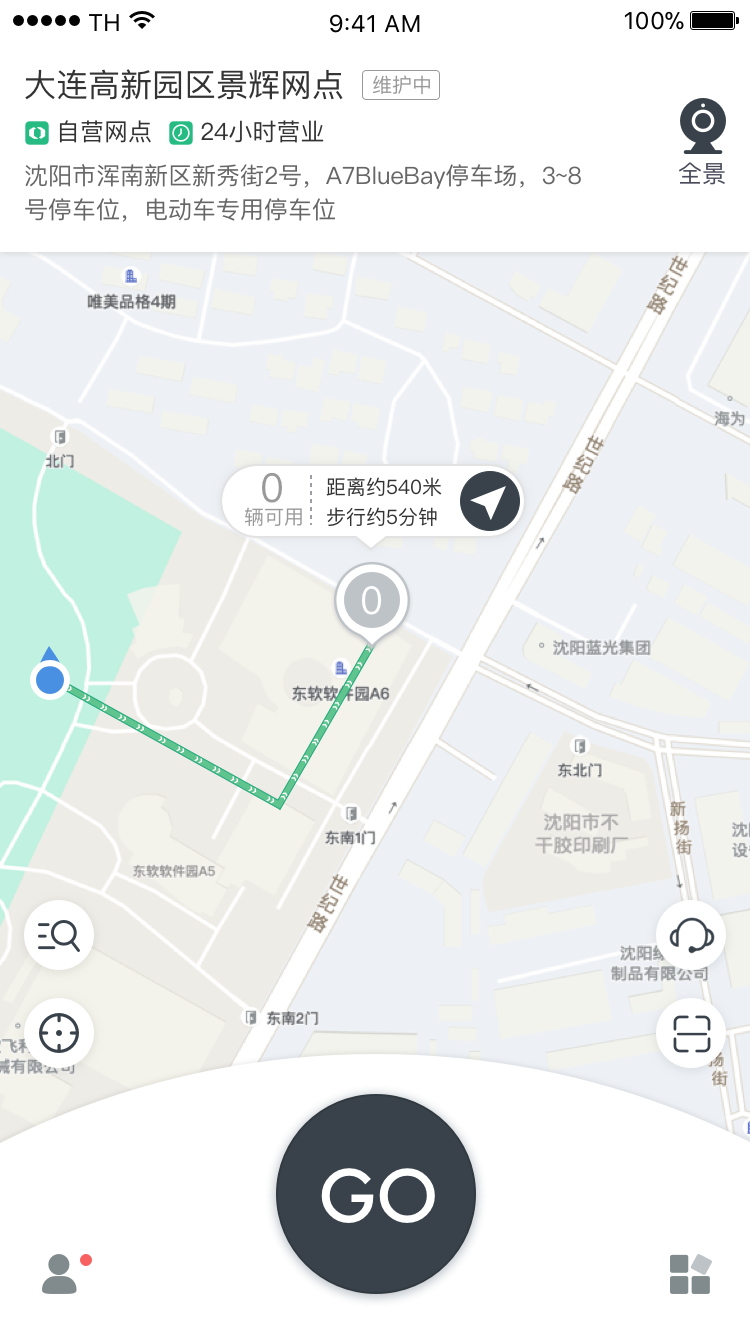 TH
9:41 AM
100%
大连高新园区景辉网点
维护中
自营网点
24小时营业
沈阳市浑南新区新秀街2号，A7BlueBay停车场，3~8
号停车位，电动车专用停车位
全景
唯美品格4期
世纪路
海为
北门
世纪路
0
辆可用
距离约540米
步行约5分钟
0
沈阳蓝光集团
东软软件园A6
东北门
新扬街
沈阳市不
干胶印刷厂
东南1门
东软软件园A5
世纪路
制品有限公司
东南2门
GO